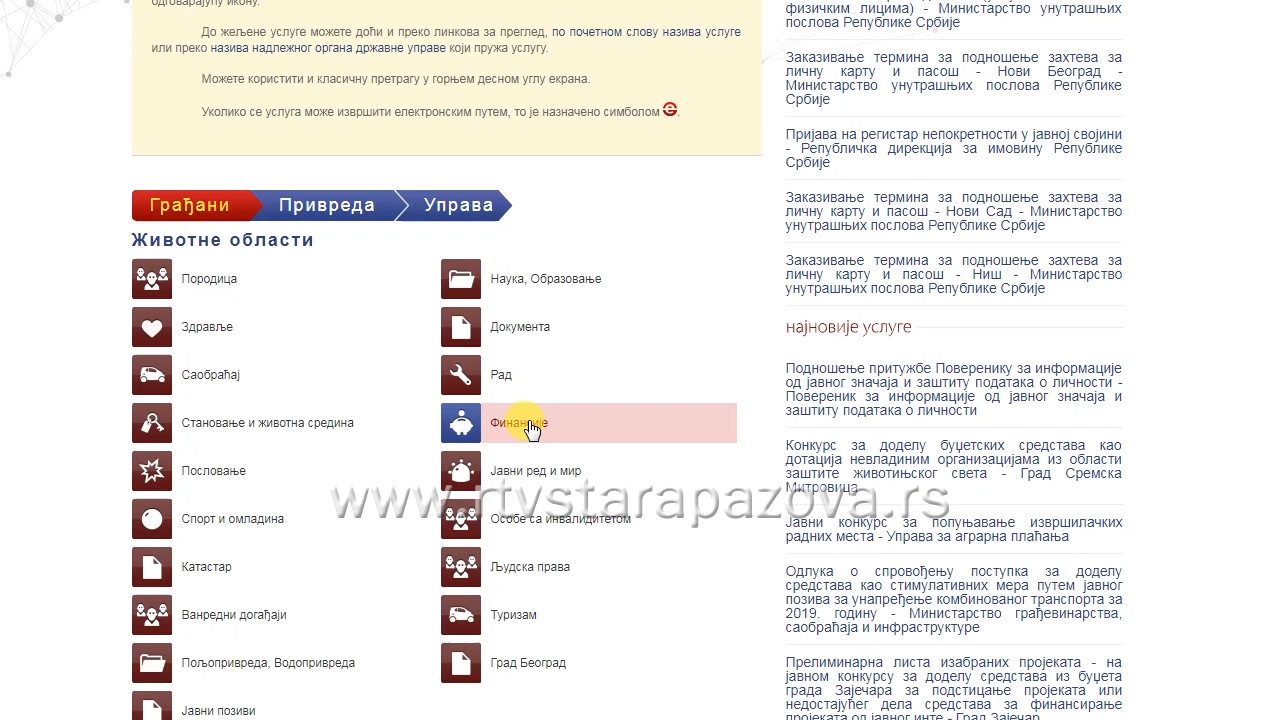 одговарајућу икону.
До жељене услуге можете доћи и преко линкова за преглед, по почетном слову назива услуге
или преко назива надлежног органа државне управе који пружа услугу.
Можете користити и класичну претрагу у горњем десном углу екрана.
Уколико се услуга може извршити електронским путем, то је назначено симболом е.
Грађани
Привреда
Управа
Животне области
Породица
Здравље
Саобраћај
Становање и животна средина
Пословање
Спорт и омладина
Катастар
Ванредни догађаји
Пољопривреда, Водопривреда
Јавни позиви
Наука, Образовање
Документа
Рад
Финансије
Јавни ред и мир
Особе са инвалидитетом
Људска права
Туризам
Град Београд
www.rtvstarapazova.rs
физичким лицима) - Министарство унутрашњих
послова Републике Србије
Заказивање термина за подношење захтева за
личну карту и пасош - Нови Београд -
Министарство унутрашњих послова Републике
Србије
Пријава на регистар непокретности у јавној својини
- Републичка дирекција за имовину Републике
Србије
Заказивање термина за подношење захтева за
личну карту и пасош - Нови Сад - Министарство
унутрашњих послова Републике Србије
Заказивање термина за подношење захтева за
личну карту и пасош - Ниш - Министарство
унутрашњих послова Републике Србије
најновије услуге
Подношење притужбе Поверенику за информације
од јавног значаја и заштиту података о личности -
Повереник за информације од јавног значаја и
заштиту података о личности
Конкурс за доделу буџетских средстава као
дотација невладиним организацијама из области
заштите животињског света - Град Сремска
Митровица
Јавни конкурс за попуњавање извршилачких
радних места - Управа за аграрна плаћања
Одлука о спровођењу поступка за доделу
средстава као стимулативних мера путем јавног
позива за унапређење комбинованог транспорта за
2019. годину - Министарство грађевинарства,
саобраћаја и инфраструктуре
Прелиминарна листа изабраних пројеката - на
јавном конкурсу за доделу средстава из буџета
града Зајечара за подстицање пројеката или
недостајућег дела средстава за финансирање
пројеката од јавног инте - Град Зајечар